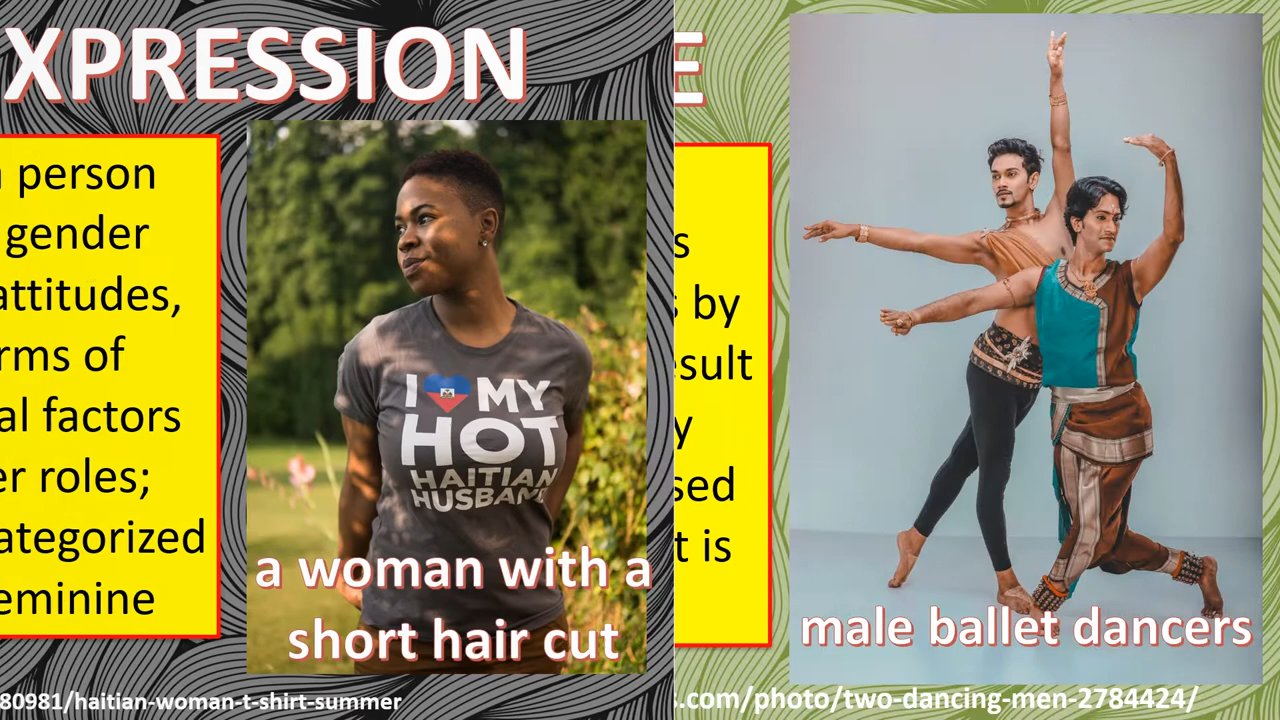 XPRESSION
person
gender
attitudes,
rms of
al factors
er roles;
ategorized
eminine
I MY
HOT
HAITIAN
HUSBAND
a woman with a
short hair cut
80981/haitian-woman-t-shirt-summer
E
s
s by
esult
y
sed
t is
male ballet dancers
s.com/photo/two-dancing-men-2784424/